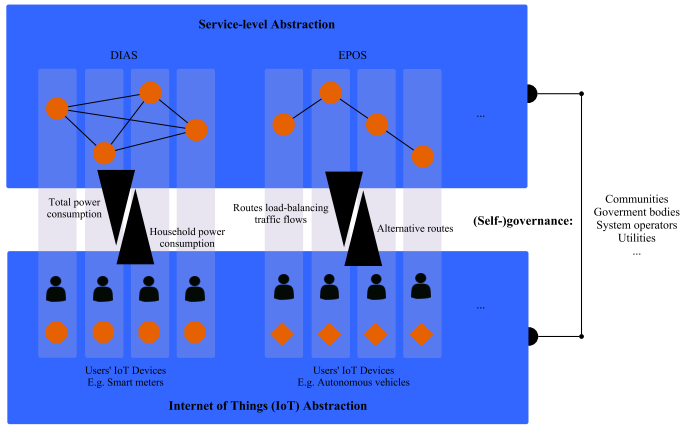 Service-level Abstraction
DIAS
EPOS
...
Total power
consumption
Household power
consumption
Routes load-balancing
traffic flows
Alternative routes
(Self-)governance:
Communities
Goverment bodies
System operators
Utilities
...
...
Users' IoT Devices
E.g. Smart meters
Users' IoT Devices
E.g. Autonomous vehicles
Internet of Things (IoT) Abstraction